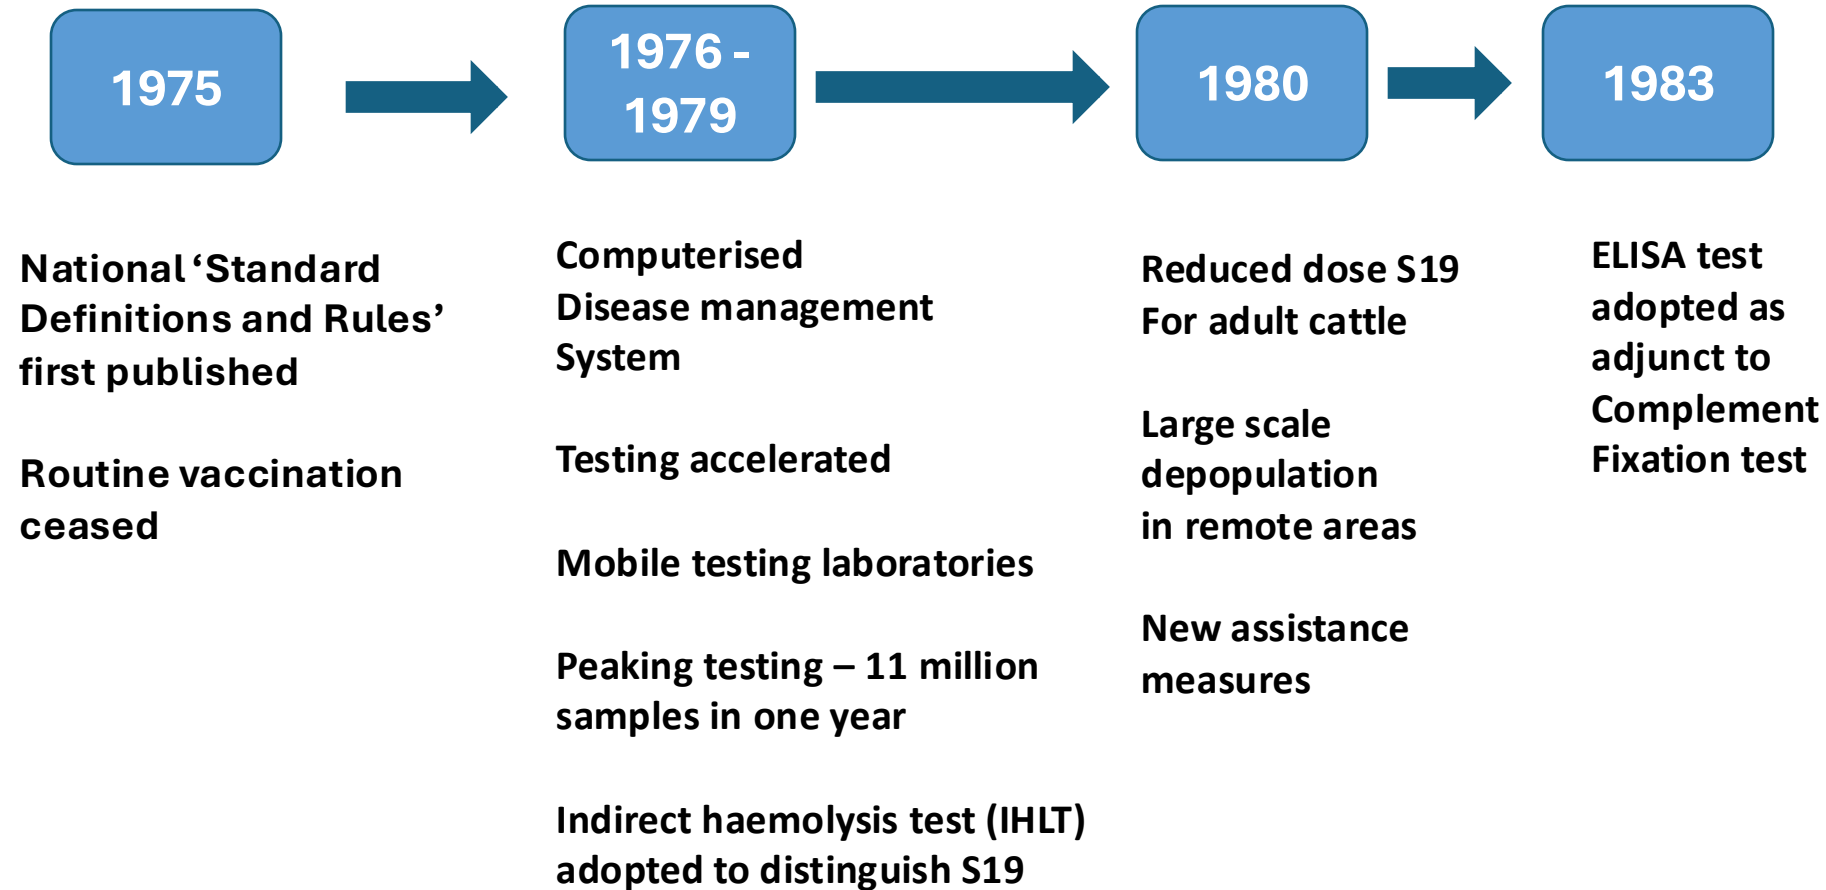 1975
1976 -
1979
1980
1983
National ‘Standard
Definitions and Rules’
first published
Routine vaccination
ceased
Computerised
Disease management
System
Testing accelerated
Mobile testing laboratories
Peaking testing – 11 million
samples in one year
Indirect haemolysis test (IHLT)
adopted to distinguish S19
Reduced dose S19
For adult cattle
Large scale
depopulation
in remote areas
New assistance
measures
ELISA test
adopted as
adjunct to
Complement
Fixation test